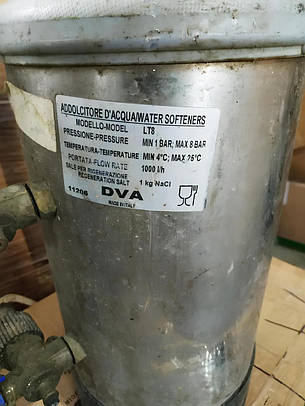 ADDOLCITORE D'ACQUA/WATER SOFTENERS
MODELLO-MODEL LT8
PRESSIONE-PRESSURE MIN 1 BAR; MAX 8 BAR
TEMPERATURA-TEMPERATURE MIN 4°C; MAX 25°C
PORTATA-FLOW RATE 1000 l/h
SALE PER RIGENERAZIONE
REGENERATION SALT 1 kg NaCl
11206 DVA
MADE IN ITALY